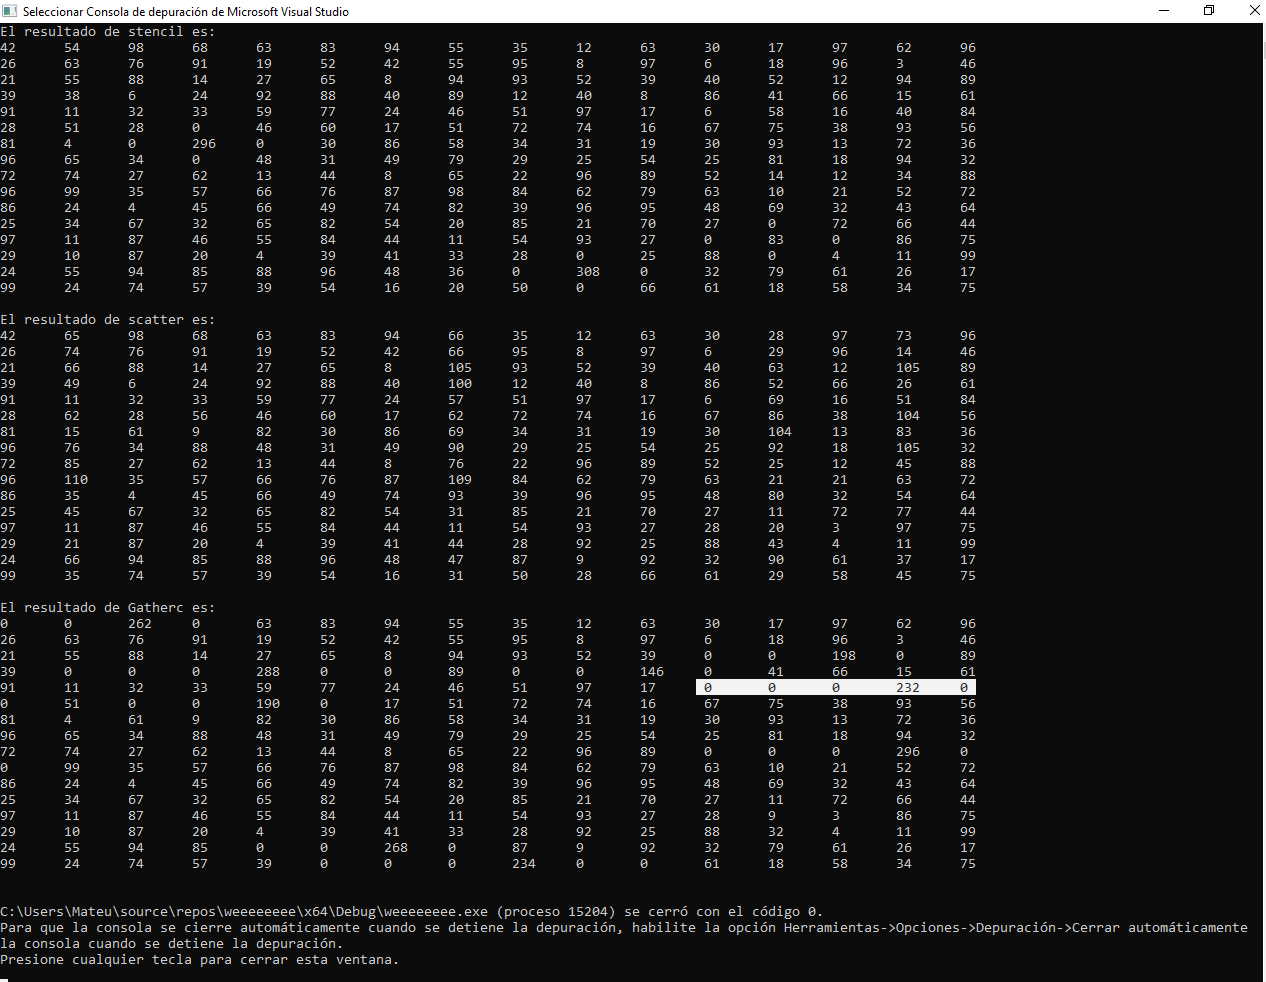 Seleccionar Consola de depuración de Microsoft Visual Studio
El resultado de stencil es:
42 54 98 68 63 83 94 55 35 12 63 30 17 97 62 96
26 63 76 91 19 52 42 55 95 8 97 6 18 96 3 46
21 55 88 14 27 65 8 94 93 52 39 40 52 12 94 89
39 38 6 24 92 88 40 89 12 40 8 86 41 66 15 61
91 11 32 33 59 77 24 46 51 97 17 6 58 16 40 84
28 51 28 0 46 60 17 51 72 74 16 67 75 38 93 56
81 4 0 296 0 30 86 58 34 31 19 30 93 13 72 36
96 65 34 0 48 31 49 79 29 25 54 25 81 18 94 32
72 74 27 62 13 44 8 65 22 96 89 52 14 12 34 88
96 99 35 57 66 76 87 98 84 62 79 63 10 21 52 72
86 24 4 45 66 49 74 82 39 96 95 48 69 32 43 64
25 34 67 32 65 82 54 20 85 21 70 27 0 72 66 44
97 11 87 46 55 84 44 11 54 93 27 0 83 0 86 75
29 10 87 20 4 39 41 33 28 0 25 88 0 4 11 99
24 55 94 85 88 96 48 36 0 308 0 32 79 61 26 17
99 24 74 57 39 54 16 20 50 0 66 61 18 58 34 75
El resultado de scatter es:
42 65 98 68 63 83 94 66 35 12 63 30 28 97 73 96
26 74 76 91 19 52 42 66 95 8 97 6 29 96 14 46
21 66 88 14 27 65 8 105 93 52 39 40 63 12 105 89
39 49 6 24 92 88 40 100 12 40 8 86 52 66 26 61
91 11 32 33 59 77 24 57 51 97 17 6 69 16 51 84
28 62 28 56 46 60 17 62 72 74 16 67 86 38 104 56
81 15 61 9 82 30 86 69 34 31 19 30 104 13 83 36
96 76 34 88 48 31 49 90 29 25 54 25 92 18 105 32
72 85 27 62 13 44 8 76 22 96 89 52 25 12 45 88
96 110 35 57 66 76 87 109 84 62 79 63 21 21 63 72
86 35 4 45 66 49 74 93 39 96 95 48 80 32 54 64
25 45 67 32 65 82 54 31 85 21 70 27 11 72 77 44
97 11 87 46 55 84 44 11 54 93 27 28 20 3 97 75
29 21 87 20 4 39 41 44 28 92 25 88 43 4 11 99
24 66 94 85 88 96 48 47 87 9 92 32 90 61 37 17
99 35 74 57 39 54 16 31 50 28 66 61 29 58 45 75
El resultado de Gatherc es:
0 0 262 0 63 83 94 55 35 12 63 30 17 97 62 96
26 63 76 91 19 52 42 55 95 8 97 6 18 96 3 46
21 55 88 14 27 65 8 94 93 52 39 0 0 198 0 89
39 0 0 0 288 0 0 89 0 0 146 0 41 66 15 61
91 11 32 33 59 77 24 46 51 97 17 0 0 0 232 0
0 51 0 0 190 0 17 51 72 74 16 67 75 38 93 56
81 4 61 9 82 30 86 58 34 31 19 30 93 13 72 36
96 65 34 88 48 31 49 79 29 25 54 25 81 18 94 32
72 74 27 62 13 44 8 65 22 96 89 0 0 0 296 0
0 99 35 57 66 76 87 98 84 62 79 63 10 21 52 72
86 24 4 45 66 49 74 82 39 96 95 48 69 32 43 64
25 34 67 32 65 82 54 20 85 21 70 27 11 72 66 44
97 11 87 46 55 84 44 11 54 93 27 28 9 3 86 75
29 10 87 20 4 39 41 33 28 92 25 88 32 4 11 99
24 55 94 85 0 0 268 0 87 9 92 32 79 61 26 17
99 24 74 57 39 0 0 0 234 0 0 61 18 58 34 75
C:\Users\Mateu\source\repos\weeeeeeee\x64\Debug\weeeeeeee.exe (proceso 15204) se cerró con el código 0.
Para que la consola se cierre automáticamente cuando se detiene la depuración, habilite la opción Herramientas->Opciones->Depuración->Cerrar automáticamente
la consola cuando se detiene la depuración.
Presione cualquier tecla para cerrar esta ventana.